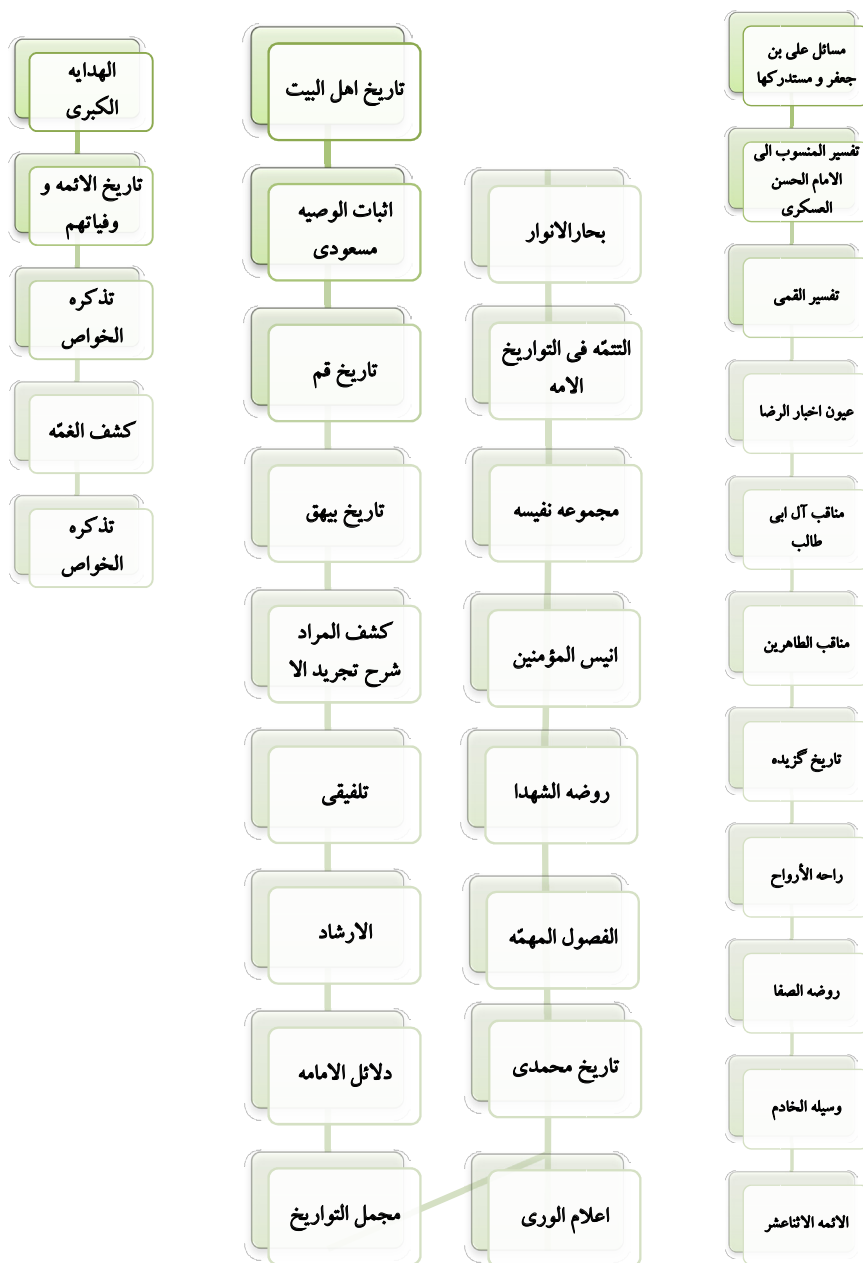 مسائل علی بن
جعفر و مستدرکها
تفسیر المنسوب الی
الامام الحسن
العسکری
تفسیر القمی
عیون اخبار الرضا
مناقب آل ابی
طالب
مناقب الطاهرین
تاریخ گزیده
راحه الأرواح
روضه الصفا
وسیله الخادم
الائمه الاثناعشر
بحارالانوار
التتمّه فی التواریخ
الامه
مجموعه نفیسه
انیس المؤمنین
روضه الشهدا
الفصول المهمّه
تاریخ محمدی
اعلام الوری
تاریخ اهل البیت
اثبات الوصیه
مسعودی
تاریخ قم
تاریخ بیهق
کشف المراد
شرح تجرید الا
تلفیقی
الارشاد
دلائل الامامه
مجمل التواریخ
الهدایه
الکبری
تاریخ الائمه و
وفیاتهم
تذکره
الخواص
کشف الغمّه
تذکره
الخواص